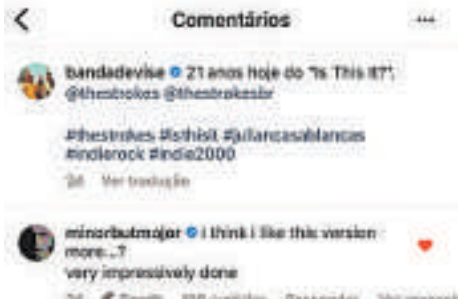 Comentários
bandadevise 21 anos hoje do "Is This It?",
@thestrokes @thestrokesbr
#thestrokes #isthisit #juliancasablancas
#indierock #indie2000
2d Ver tradução
minorbutmajor i think i like this version
more...?
very impressively done